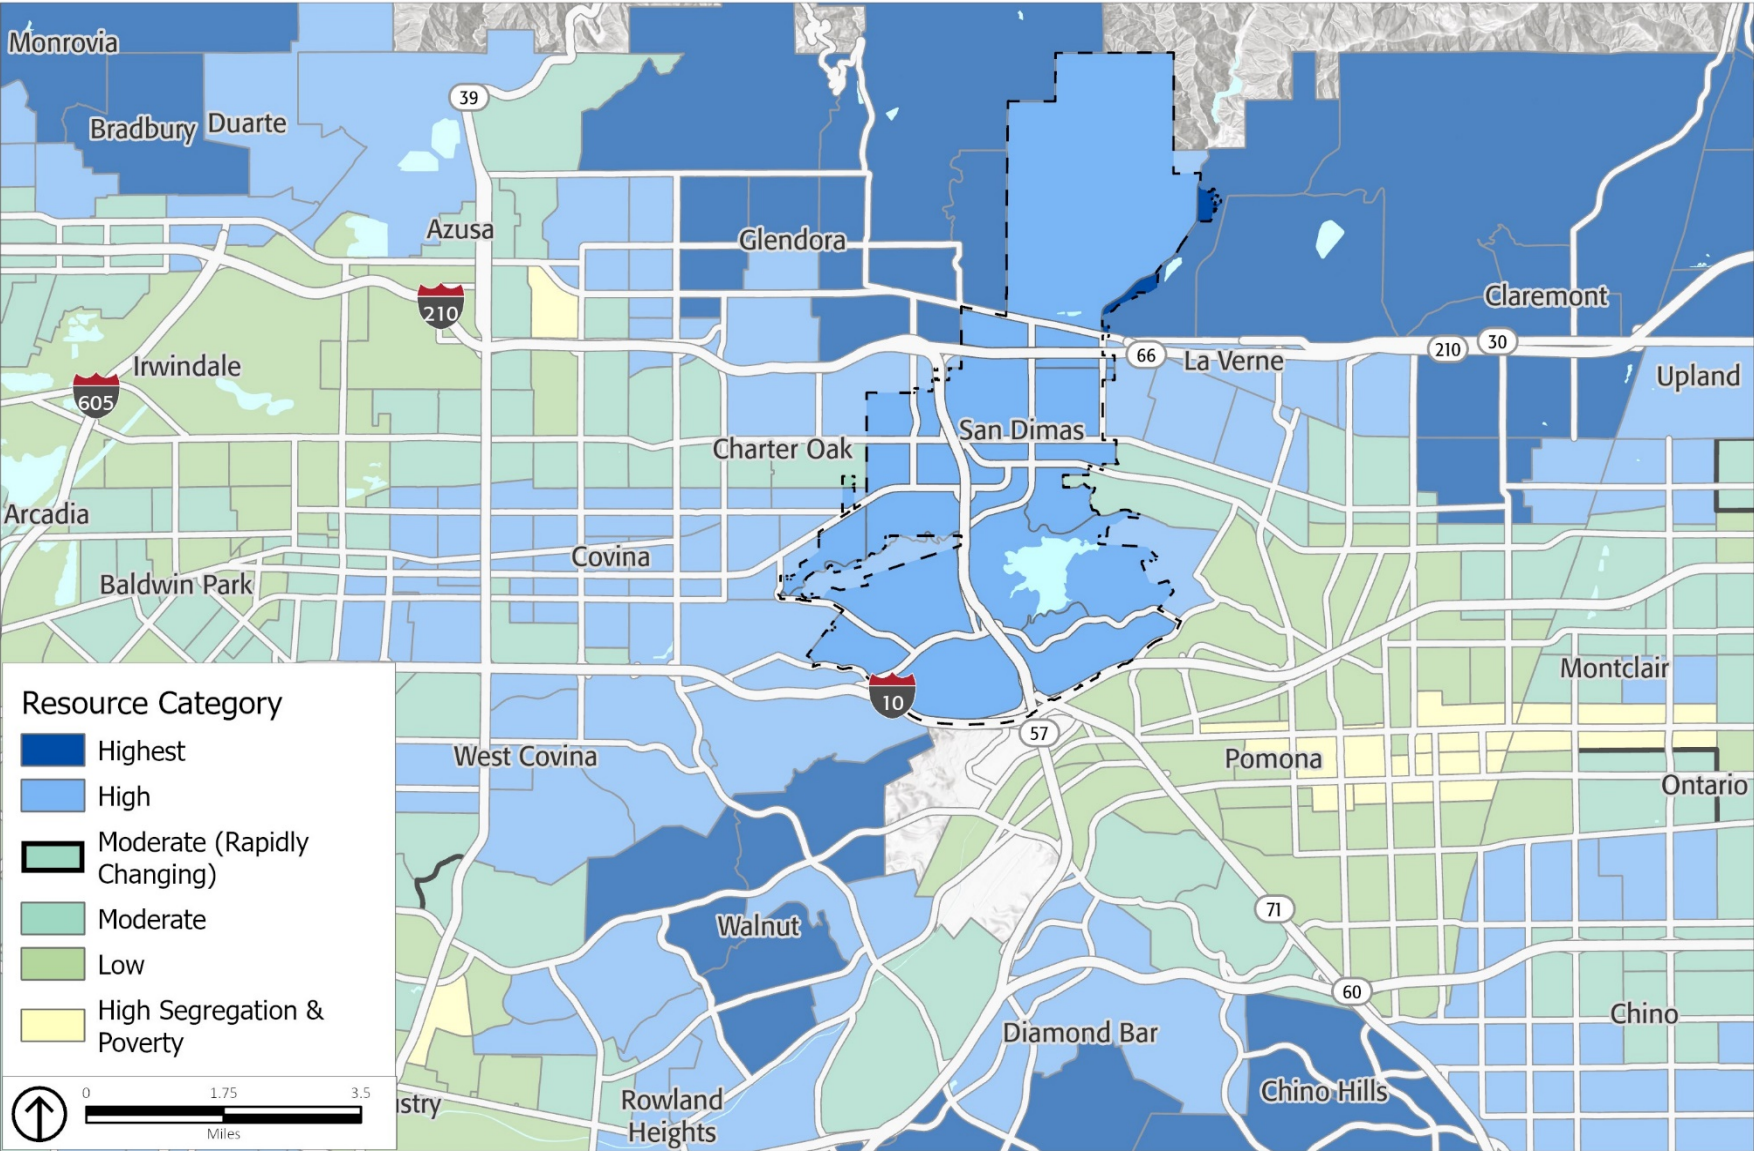 Monrovia
39
Bradbury
Duarte
Azusa
Glendora
Claremont
210
Irwindale
66
La Verne
210
30
Upland
605
San Dimas
Charter Oak
Arcadia
Covina
Baldwin Park
Montclair
10
57
West Covina
Pomona
Ontario
Walnut
71
60
Chino
Diamond Bar
Chino Hills
Rowland
Heights
stry
Resource Category
Highest
High
Moderate (Rapidly
Changing)
Moderate
Low
High Segregation &
Poverty
0 1.75 3.5
Miles